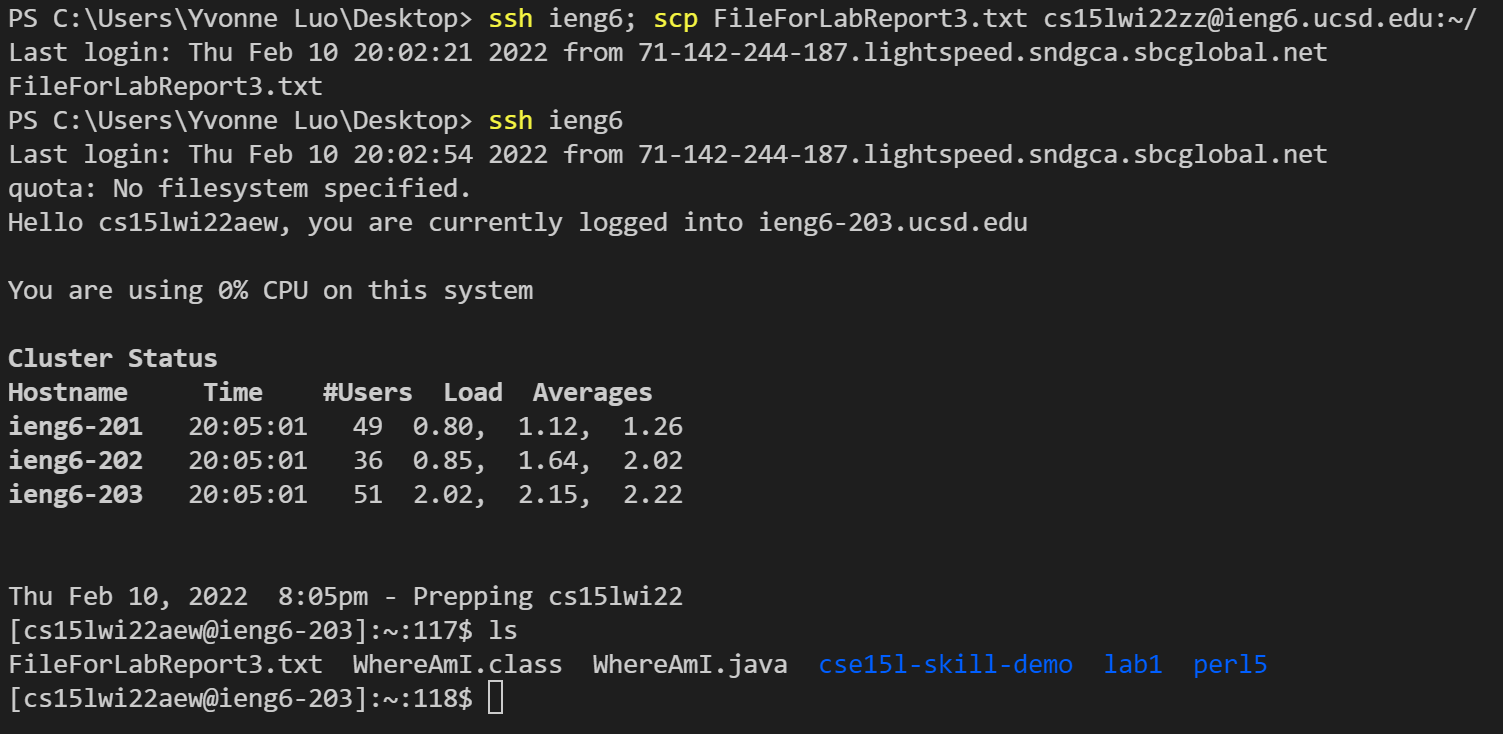 PS C:\Users\Yvonne Luo\Desktop> ssh ieng6; scp FileForLabReport3.txt cs15lwi22zz@ieng6.ucsd.edu:~/
Last login: Thu Feb 10 20:02:21 2022 from 71-142-244-187.lightspeed.sndgca.sbcglobal.net
FileForLabReport3.txt
PS C:\Users\Yvonne Luo\Desktop> ssh ieng6
Last login: Thu Feb 10 20:02:54 2022 from 71-142-244-187.lightspeed.sndgca.sbcglobal.net
quota: No filesystem specified.
Hello cs15lwi22aew, you are currently logged into ieng6-203.ucsd.edu
You are using 0% CPU on this system
Cluster Status
Hostname     Time    #Users  Load  Averages
ieng6-201   20:05:01   49  0.80,  1.12,  1.26
ieng6-202   20:05:01   36  0.85,  1.64,  2.02
ieng6-203   20:05:01   51  2.02,  2.15,  2.22
Thu Feb 10, 2022  8:05pm - Prepping cs15lwi22
[cs15lwi22aew@ieng6-203]:~:117$ ls
FileForLabReport3.txt  WhereAmI.class  WhereAmI.java  cse15l-skill-demo  lab1  perl5
[cs15lwi22aew@ieng6-203]:~:118$